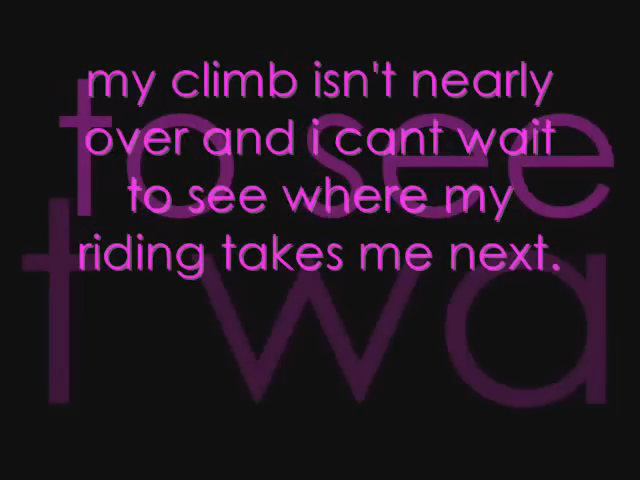 my climb isn't nearly
over and i cant wait
to see where my
riding takes me next.
to see
t wa